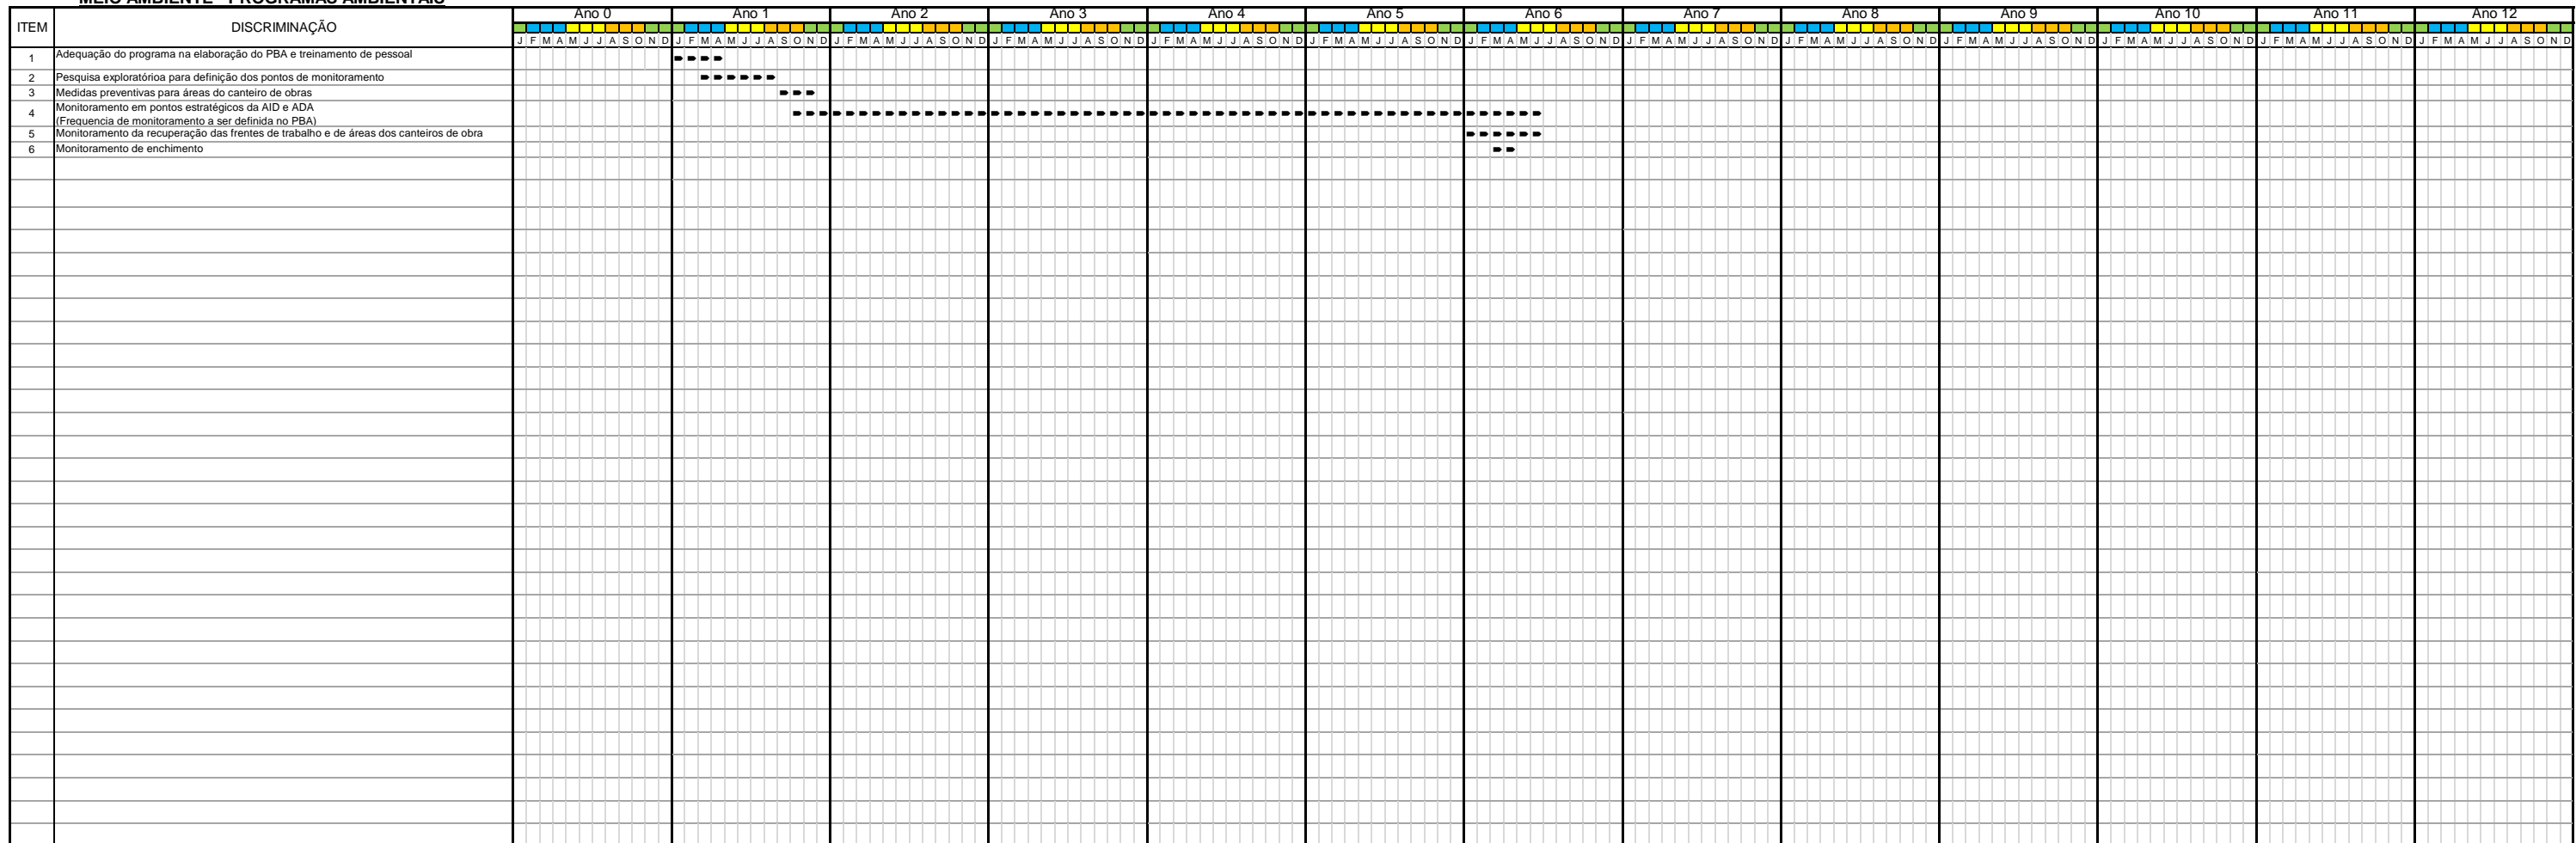 MEIO AMBIENTE - PROGRAMAS AMBIENTAIS
ITEM DISCRIMINAÇÃO Ano 0 Ano 1 Ano 2 Ano 3 Ano 4 Ano 5 Ano 6 Ano 7 Ano 8 Ano 9 Ano 10 Ano 11 Ano 12
J F M A M J J A S O N D J F M A M J J A S O N D J F M A M J J A S O N D J F M A M J J A S O N D J F M A M J J A S O N D J F M A M J J A S O N D J F M A M J J A S O N D J F M A M J J A S O N D J F M A M J J A S O N D J F M A M J J A S O N D J F M A M J J A S O N D J F M A M J J A S O N D J F M A M J J A S O N D
1 Adequação do programa na elaboração do PBA e treinamento de pessoal
2 Pesquisa exploratórioa para definição dos pontos de monitoramento
3 Medidas preventivas para áreas do canteiro de obras
4 Monitoramento em pontos estratégicos da AID e ADA
(Frequencia de monitoramento a ser definida no PBA)
5 Monitoramento da recuperação das frentes de trabalho e de áreas dos canteiros de obra
6 Monitoramento de enchimento